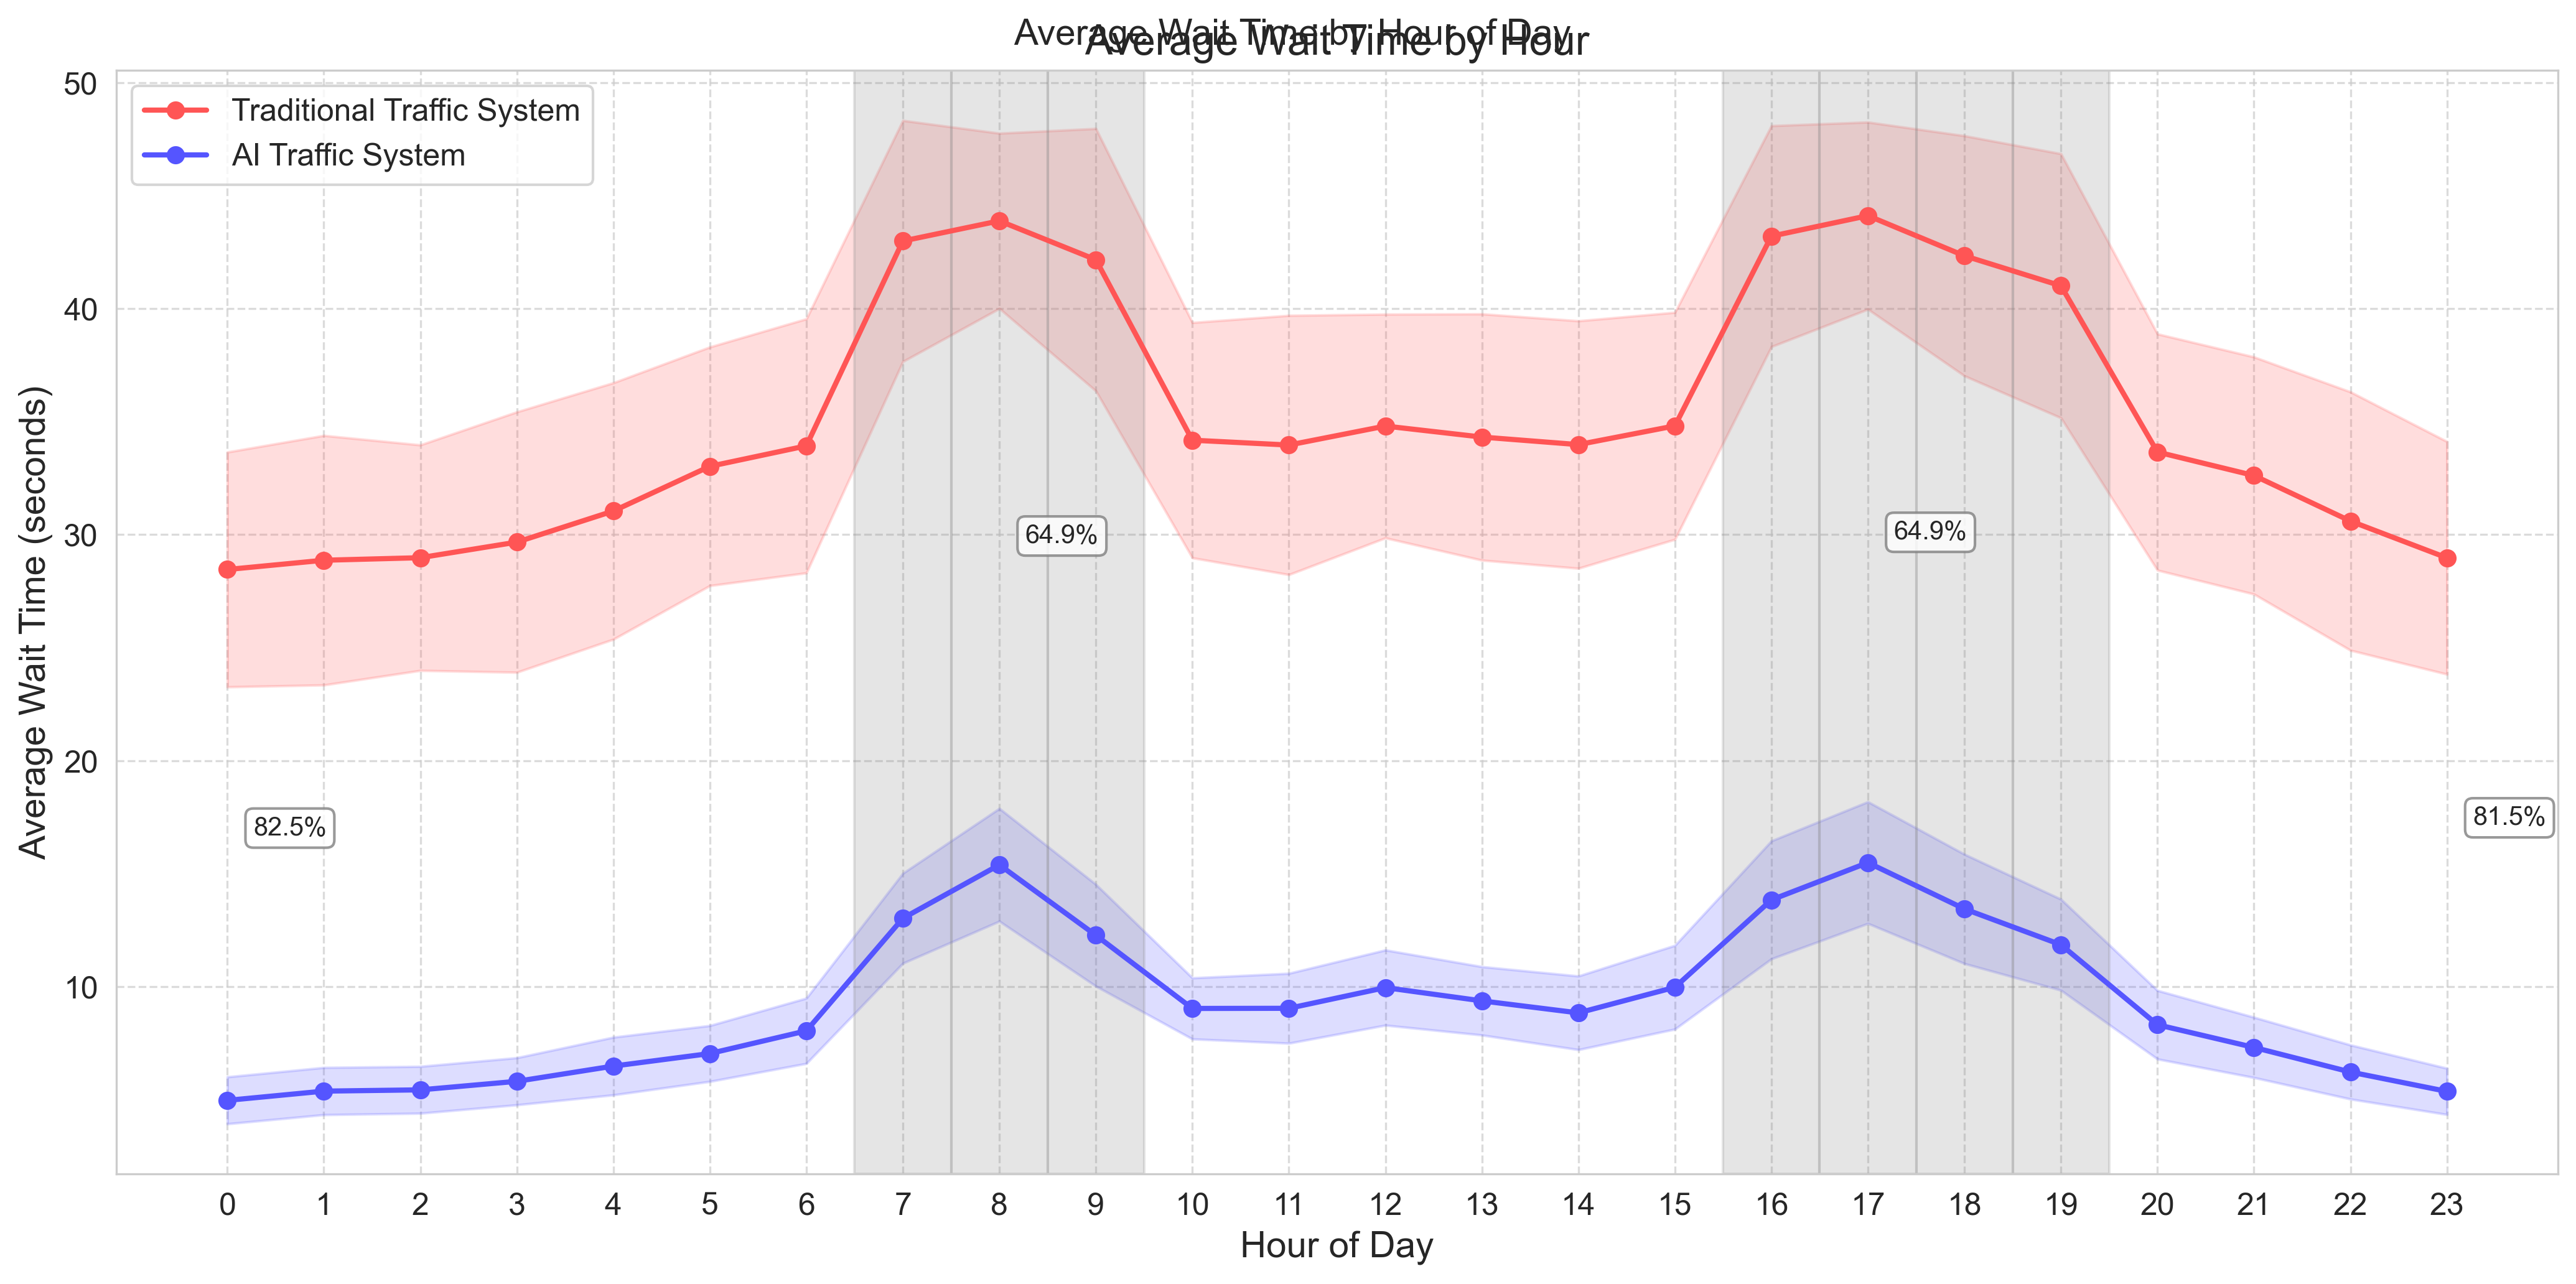 Average Wait Time by Hour of Day
Average Wait Time by Hour
Traditional Traffic System
AI Traffic System
Average Wait Time (seconds)
50
40
30
20
10
82.5%
64.9%
64.9%
81.5%
0 1 2 3 4 5 6 7 8 9 10 11 12 13 14 15 16 17 18 19 20 21 22 23
Hour of Day